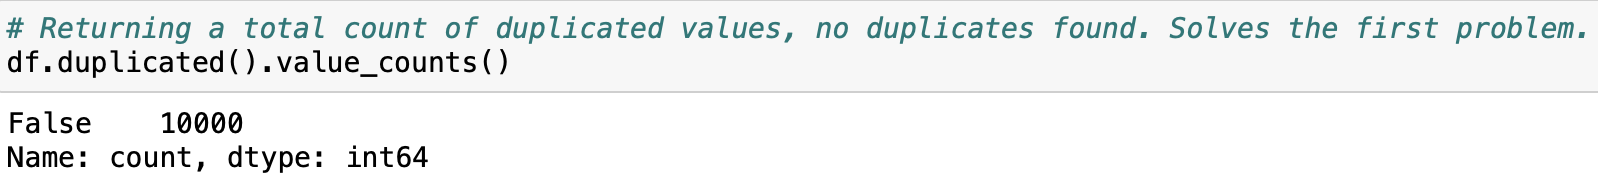 # Returning a total count of duplicated values, no duplicates found. Solves the first problem.
df.duplicated().value_counts()
False    10000
Name: count, dtype: int64